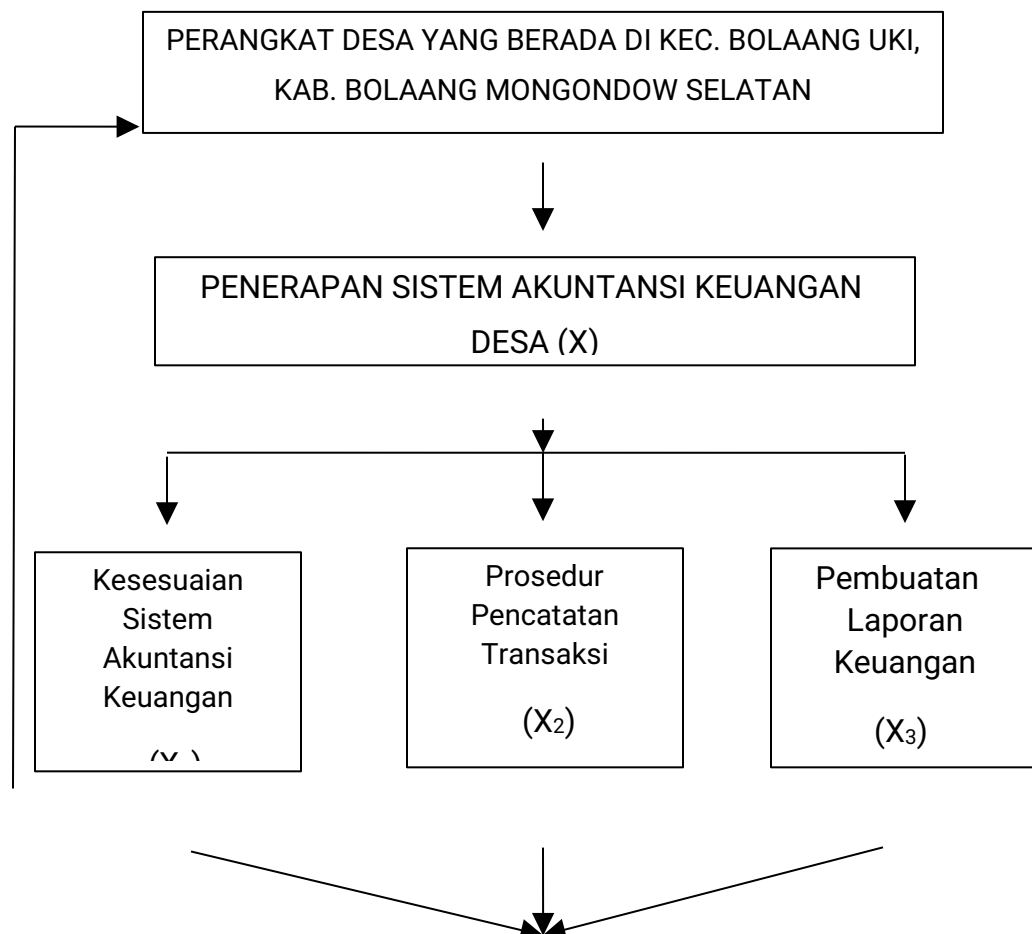 PERANGKAT DESA YANG BERADA DI KEC. BOLAANG UKI,
KAB. BOLAANG MONGONDOW SELATAN
PENERAPAN SISTEM AKUNTANSI KEUANGAN
DESA (X)
Kesesuaian
Sistem
Akuntansi
Keuangan
Prosedur
Pencatatan
Transaksi
(X₂)
Pembuatan
Laporan
Keuangan
(X₃)